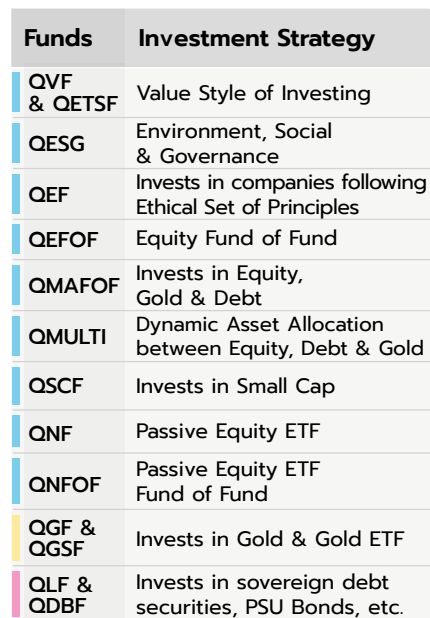 Funds Investment Strategy
QVF
& QETSF
Value Style of Investing
QESG
Environment, Social
& Governance
QEF
Invests in companies following
Ethical Set of Principles
QEFOF
Equity Fund of Fund
QMAFOF
Invests in Equity,
Gold & Debt
QMULTI
Dynamic Asset Allocation
between Equity, Debt & Gold
QSCF
Invests in Small Cap
QNF
Passive Equity ETF
QNFOF
Passive Equity ETF
Fund of Fund
QGF &
QGSF
Invests in Gold & Gold ETF
QLF &
QDBF
Invests in sovereign debt
securities, PSU Bonds, etc.